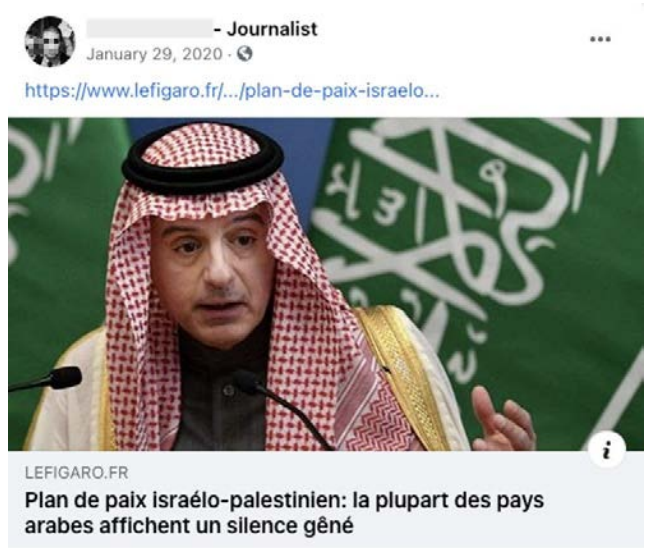 - Journalist
January 29, 2020 ·
https://www.lefigaro.fr/.../plan-de-paix-israelo...
LEFIGARO.FR
Plan de paix israélo-palestinien: la plupart des pays
arabes affichent un silence gêné